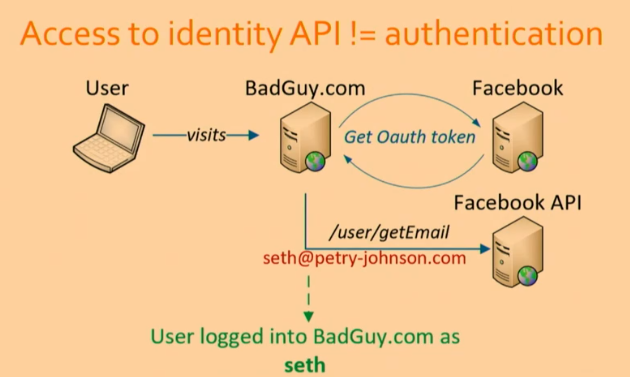 Access to identity API != authentication
User
BadGuy.com
Facebook
visits
Get Oauth token
Facebook API
/user/getEmail
seth@petry-johnson.com
User logged into BadGuy.com as
seth